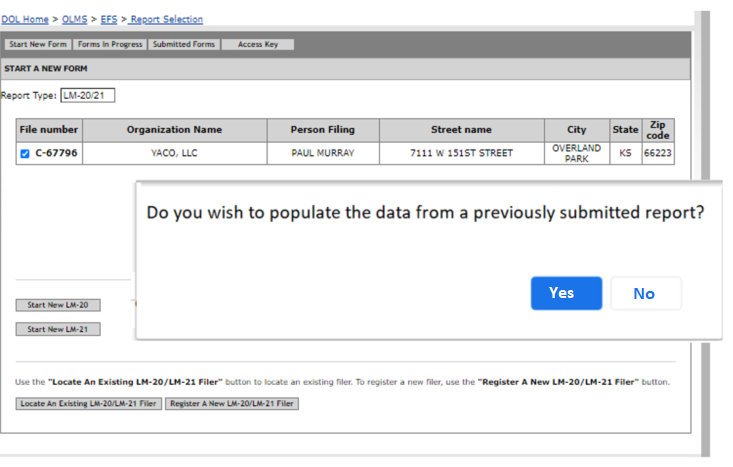 DOL Home > OLMS > EFS > Report Selection
Start New Form Forms In Progress Submitted Forms Access Key
START A NEW FORM
Report Type: LM-20/21
File number Organization Name Person Filing Street name City State Zip code
C-67796 YACO, LLC PAUL MURRAY 7111 W 151ST STREET OVERLAND PARK KS 66223
Do you wish to populate the data from a previously submitted report?
Yes No
Start New LM-20
Start New LM-21
Use the "Locate An Existing LM-20/LM-21 Filer" button to locate an existing filer. To register a new filer, use the "Register A New LM-20/LM-21 Filer" button.
Locate An Existing LM-20/LM-21 Filer Register A New LM-20/LM-21 Filer